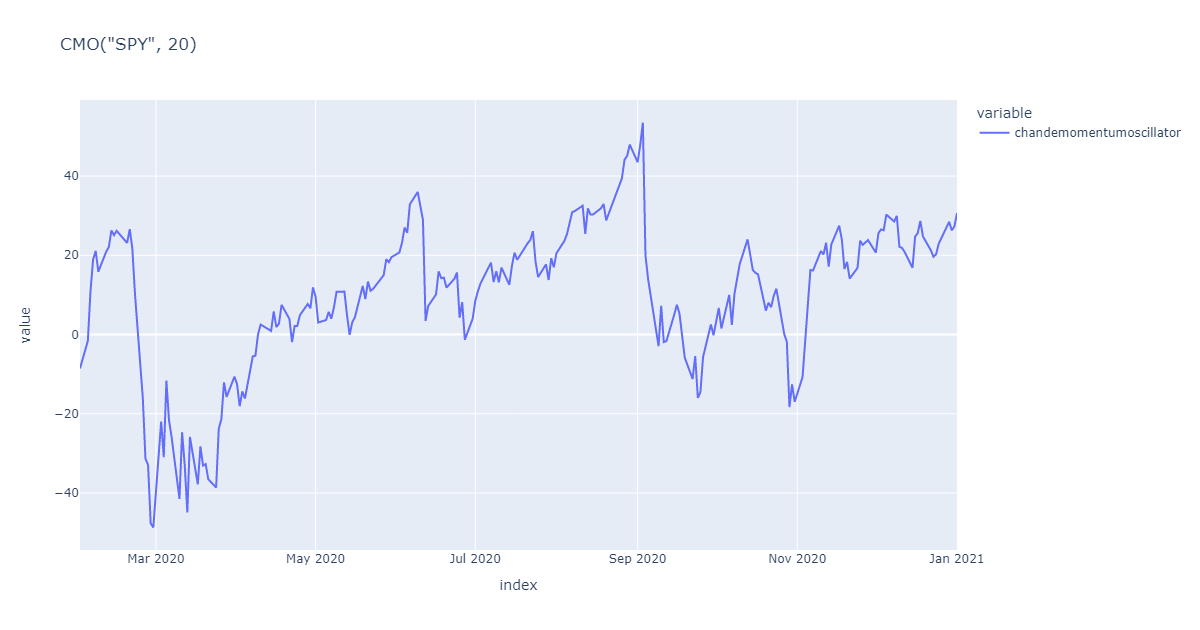 CMO("SPY", 20)
variable
chandemomentumoscillator
value
40
20
0
−20
−40
Mar 2020
May 2020
Jul 2020
Sep 2020
Nov 2020
Jan 2021
index